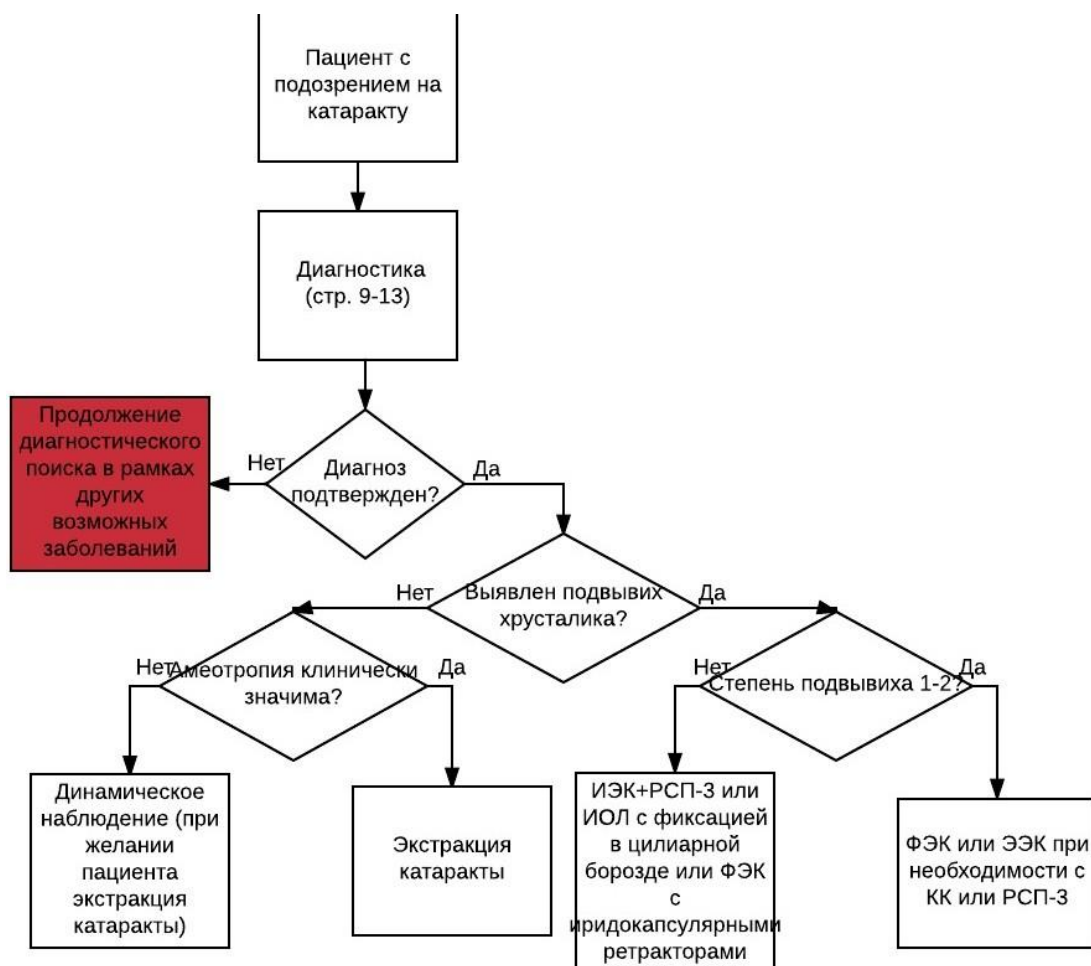 Пациент с
подозрением на
катаракту
Диагностика
(стр. 9-13)
Продолжение
диагностического
поиска в рамках
других
возможных
заболеваний
Нет
Диагноз
подтвержден?
Да
Нет
Выявлен подвывих
хрусталика?
Да
Нет
Амеотропия клинически
значима?
Да
Нет
Степень подвывиха 1-2?
Да
Динамическое
наблюдение (при
желании
пациента
экстракция
катаракты)
Экстракция
катаракты
ИЭК+РСП-3 или
ИОЛ с фиксацией
в цилиарной
борозде или ФЭК
с
иридокапсулярными
ретракторами
ФЭК или ЭЭК при
необходимости с
КК или РСП-3